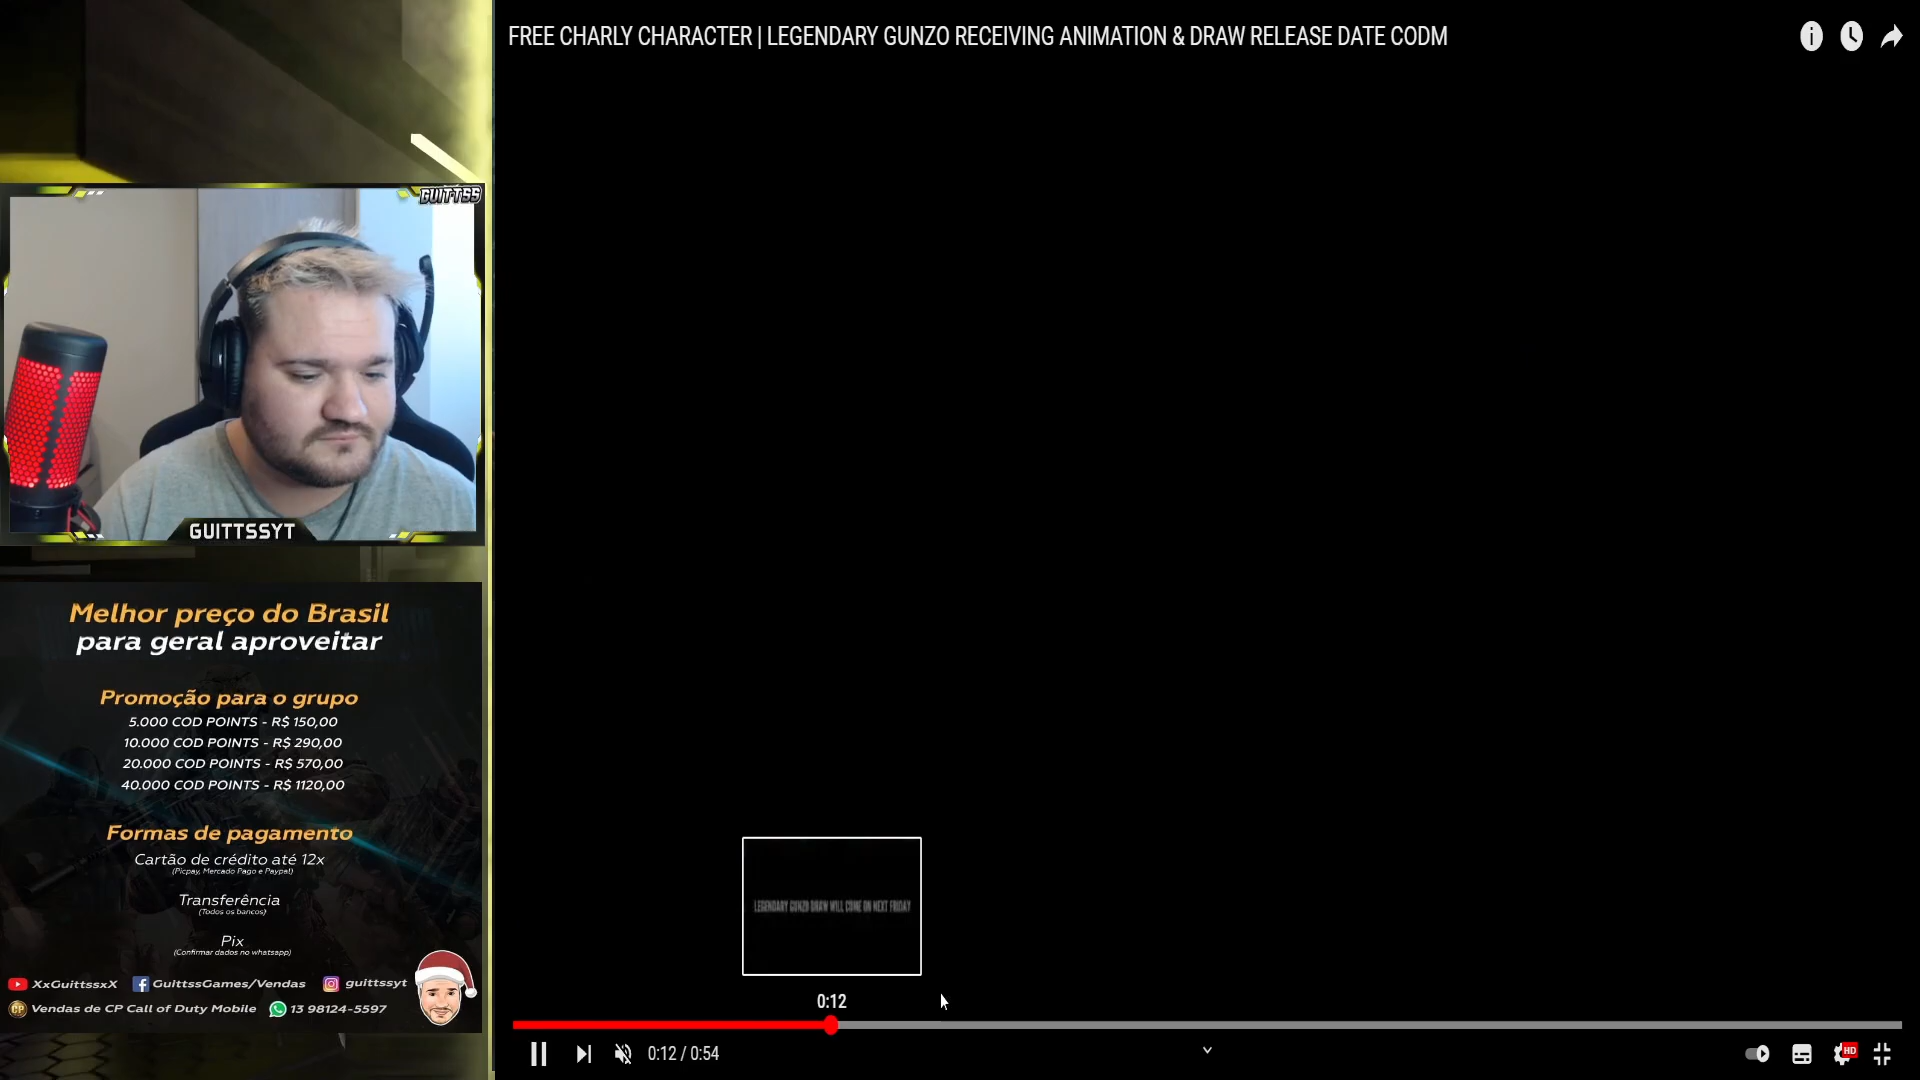 FREE CHARLY CHARACTER | LEGENDARY GUNZO RECEIVING ANIMATION & DRAW RELEASE DATE CODM
GUITTSS
GUITTSSYT
Melhor preço do Brasil
para geral aproveitar
Promoção para o grupo
5.000 COD POINTS - R$ 150,00
10.000 COD POINTS - R$ 290,00
20.000 COD POINTS - R$ 570,00
40.000 COD POINTS - R$ 1120,00
Formas de pagamento
Cartão de crédito até 12x
(Picpay, Mercado Pago e Paypal)
Transferência
(Todos os bancos)
Pix
(Confirmar dados no whatsapp)
XxGuittssxX GuittssGames/Vendas guittssyt
CP Vendas de CP Call of Duty Mobile 13 98124-5597
LEGENDARY GUNZO DRAW WILL COME ON NEXT FRIDAY
0:12
0:12 / 0:54
HD